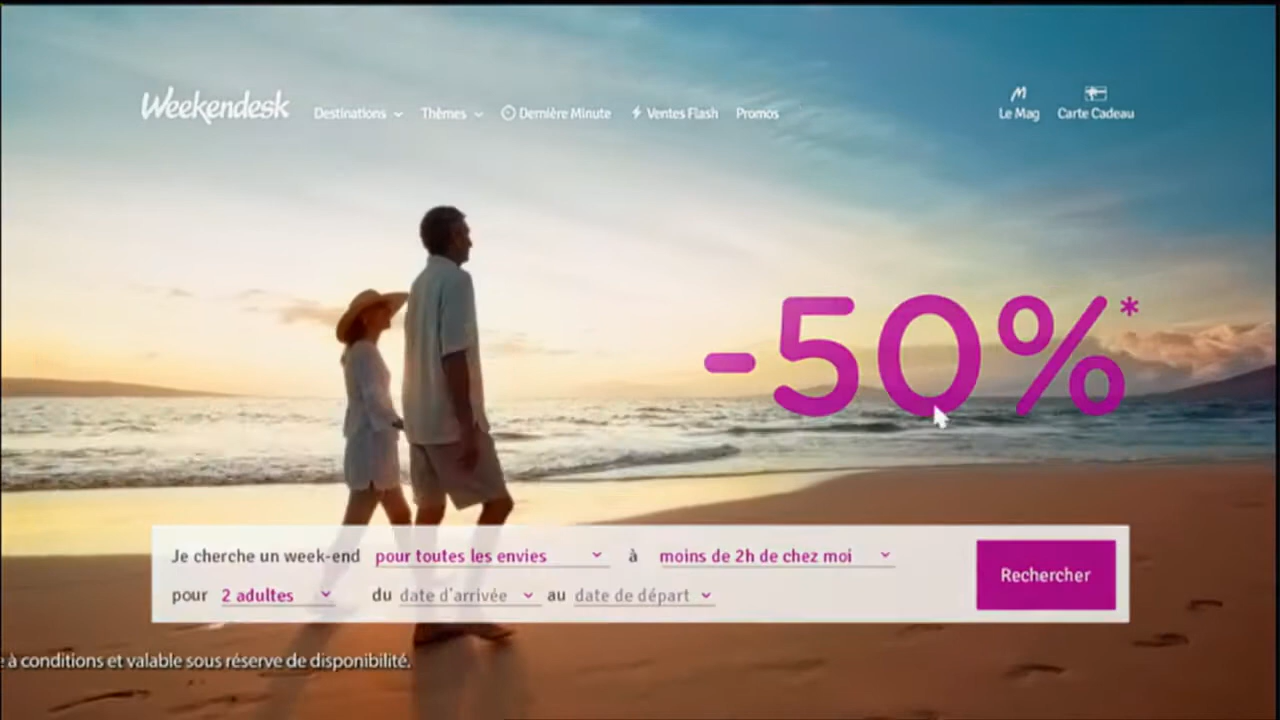 Weekendesk
Destinations
Thèmes
Dernière Minute
Ventes Flash
Promos
Le Mag
Carte Cadeau
-50%*
Je cherche un week-end pour toutes les envies à moins de 2h de chez moi
pour 2 adultes du date d'arrivée au date de départ
Rechercher
à conditions et valable sous réserve de disponibilité.